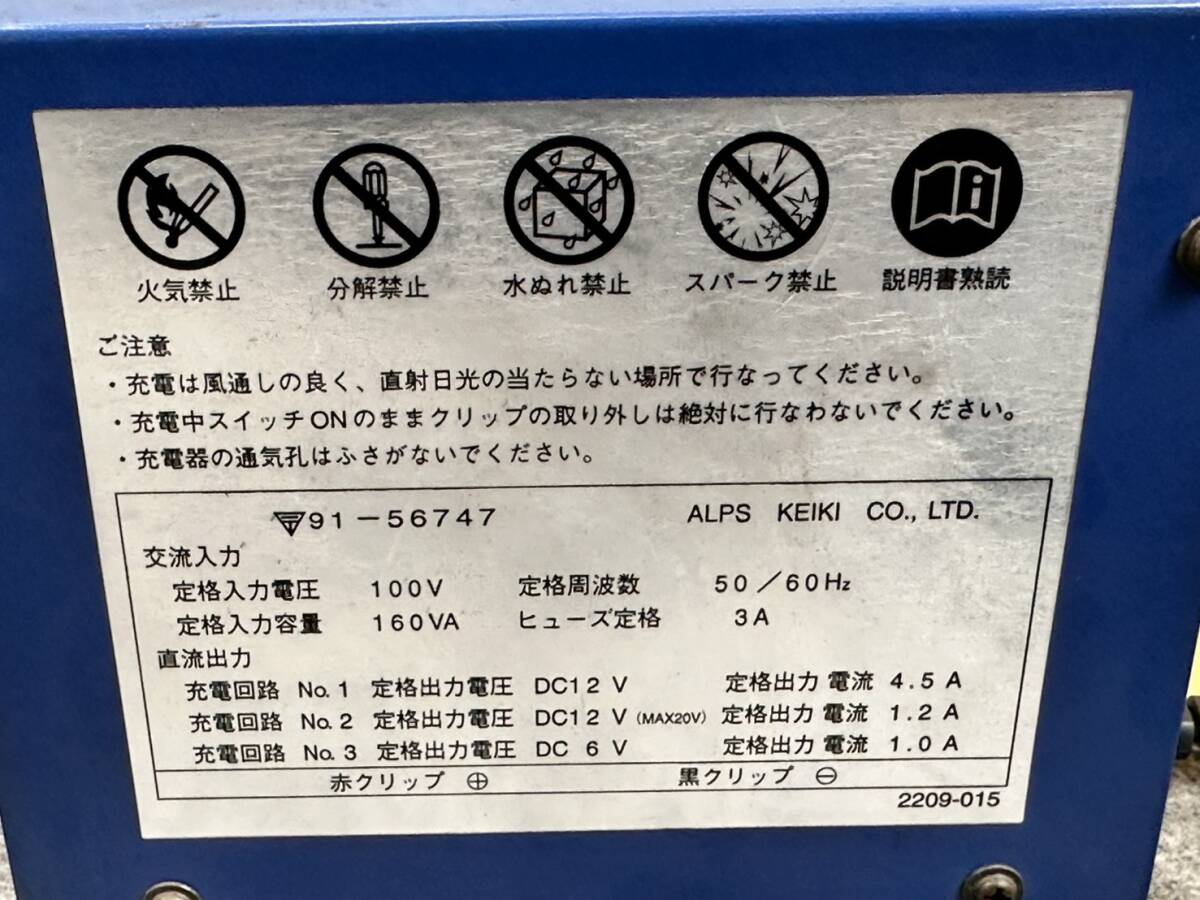 火気禁止 分解禁止 水ぬれ禁止 スパーク禁止 説明書熟読
ご注意
・充電は風通しの良く、直射日光の当たらない場所で行なってください。
・充電中スイッチONのままクリップの取り外しは絶対に行なわないでください。
・充電器の通気孔はふさがないでください。
91-56747 ALPS KEIKI CO., LTD.
交流入力
定格入力電圧 100V 定格周波数 50/60Hz
定格入力容量 160VA ヒューズ定格 3A
直流出力
充電回路 No.1 定格出力電圧 DC12V 定格出力電流 4.5A
充電回路 No.2 定格出力電圧 DC12V (MAX20V) 定格出力電流 1.2A
充電回路 No.3 定格出力電圧 DC 6V 定格出力電流 1.0A
赤クリップ ⊕ 黒クリップ ⊖
2209-015